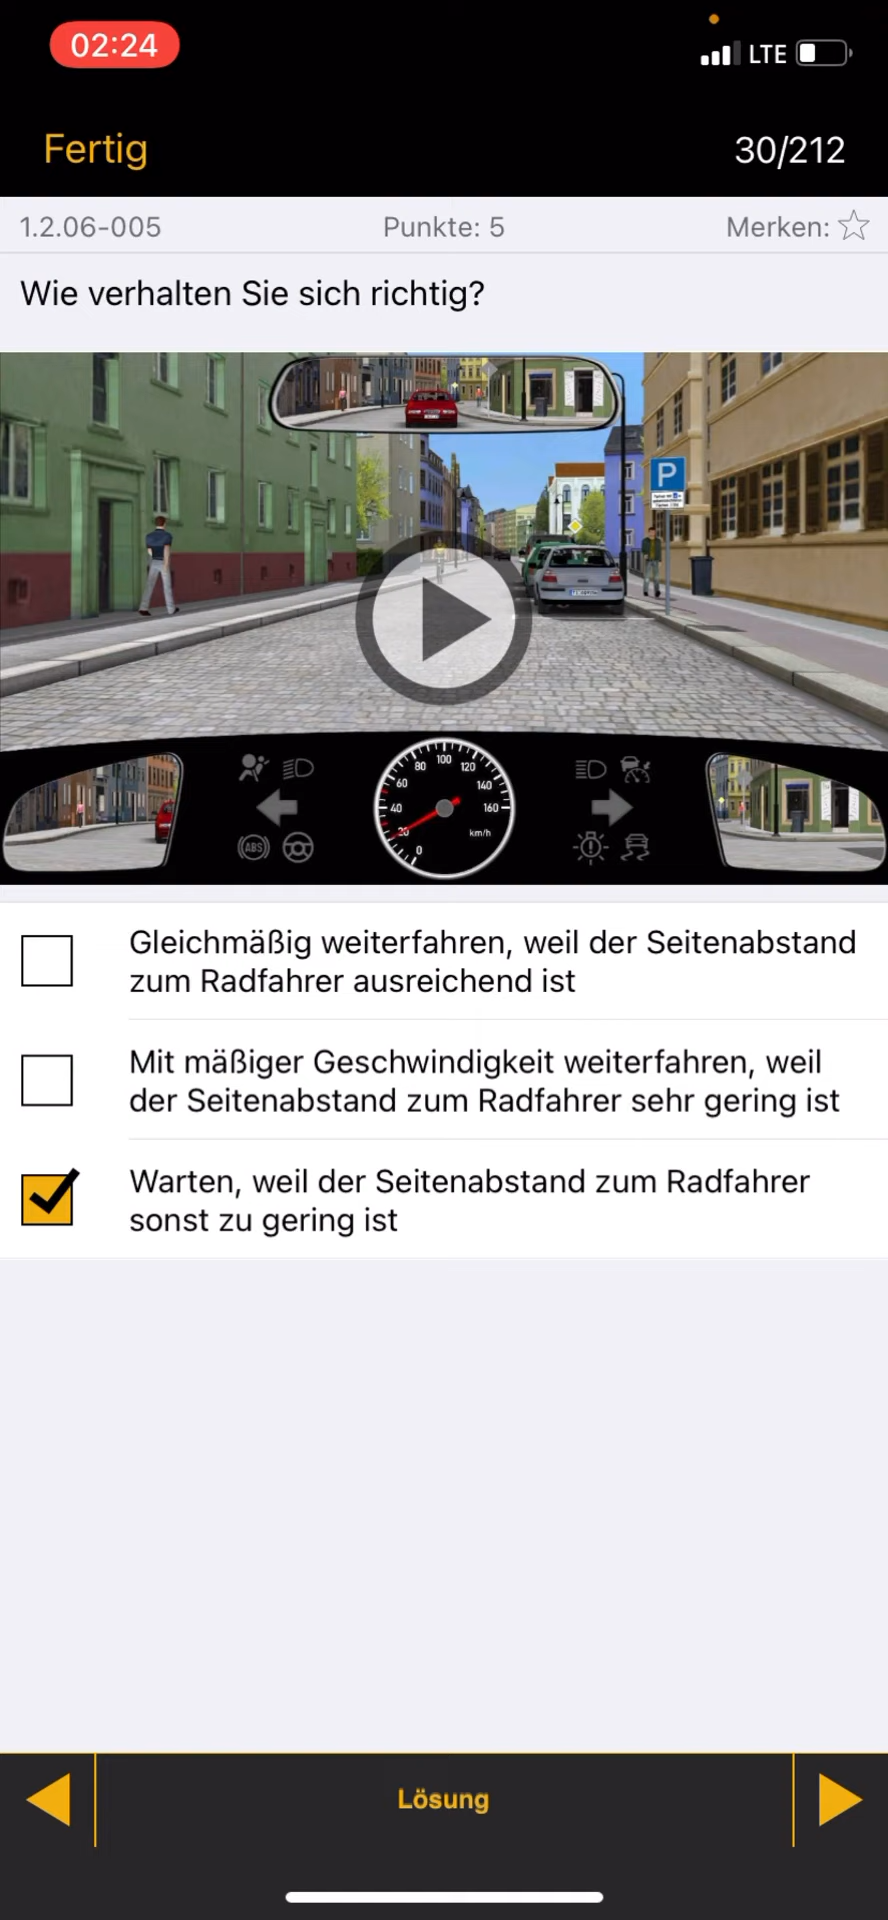 02:24
LTE
Fertig
30/212
1.2.06-005
Punkte: 5
Merken:
Wie verhalten Sie sich richtig?
P
0
20
40
60
80
100
120
140
160
km/h
ABS
Gleichmäßig weiterfahren, weil der Seitenabstand
zum Radfahrer ausreichend ist
Mit mäßiger Geschwindigkeit weiterfahren, weil
der Seitenabstand zum Radfahrer sehr gering ist
Warten, weil der Seitenabstand zum Radfahrer
sonst zu gering ist
Lösung